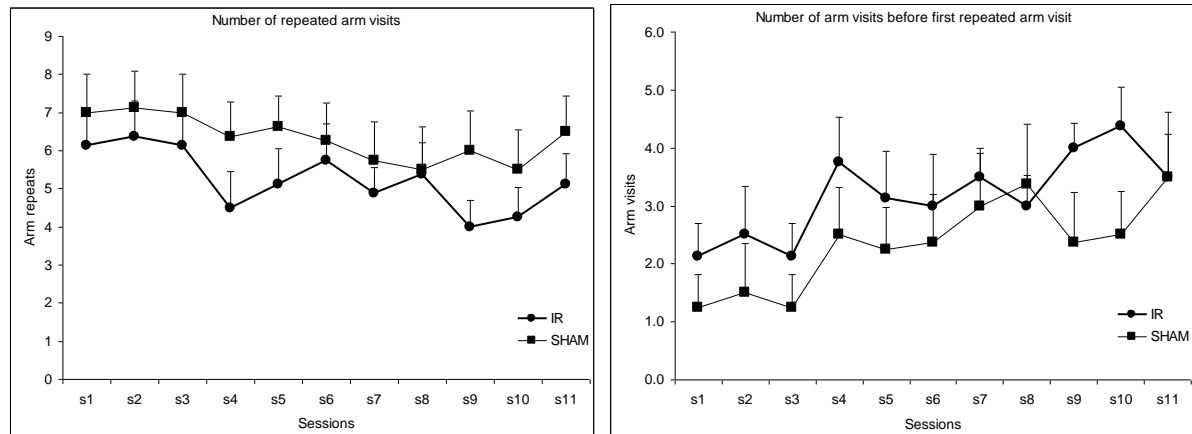 Number of repeated arm visits
9
8
7
6
5
4
3
2
1
0
Arm repeats
IR
SHAM
s1 s2 s3 s4 s5 s6 s7 s8 s9 s10 s11
Sessions
Number of arm visits before first repeated arm visit
6.0
5.0
4.0
3.0
2.0
1.0
0.0
Arm visits
IR
SHAM
s1 s2 s3 s4 s5 s6 s7 s8 s9 s10 s11
Sessions